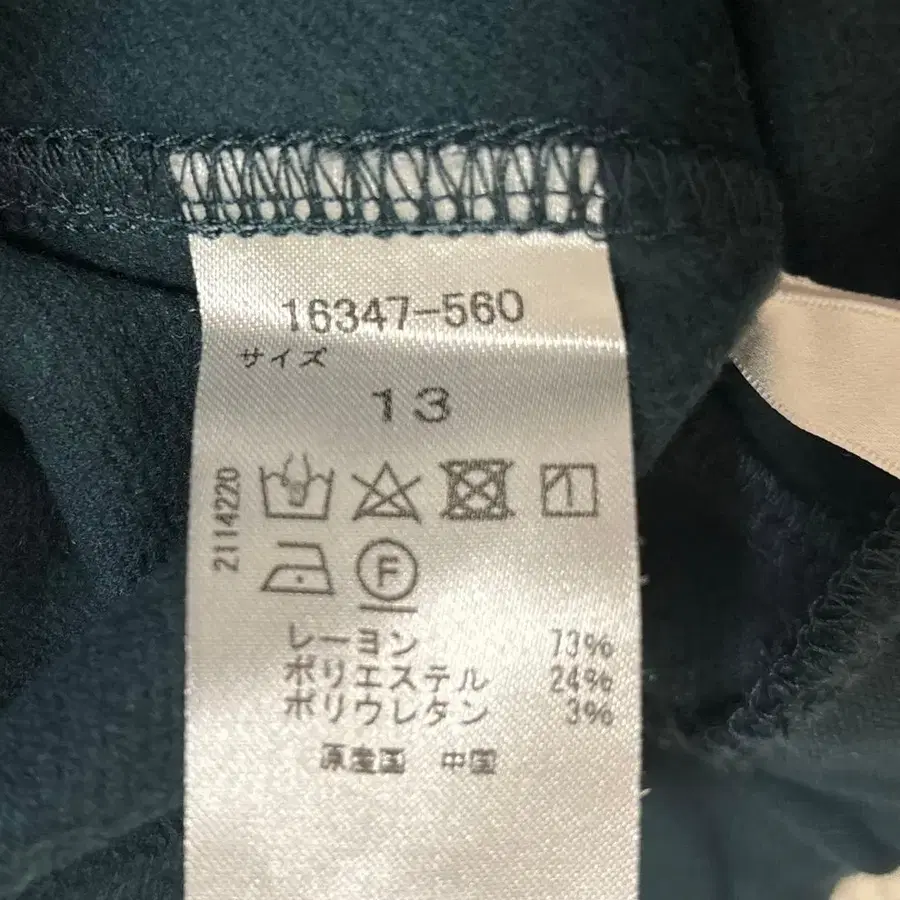 16347-560
サイズ
13
2114220
F
レーヨン 73%
ポリエステル 24%
ポリウレタン 3%
原産国 中国